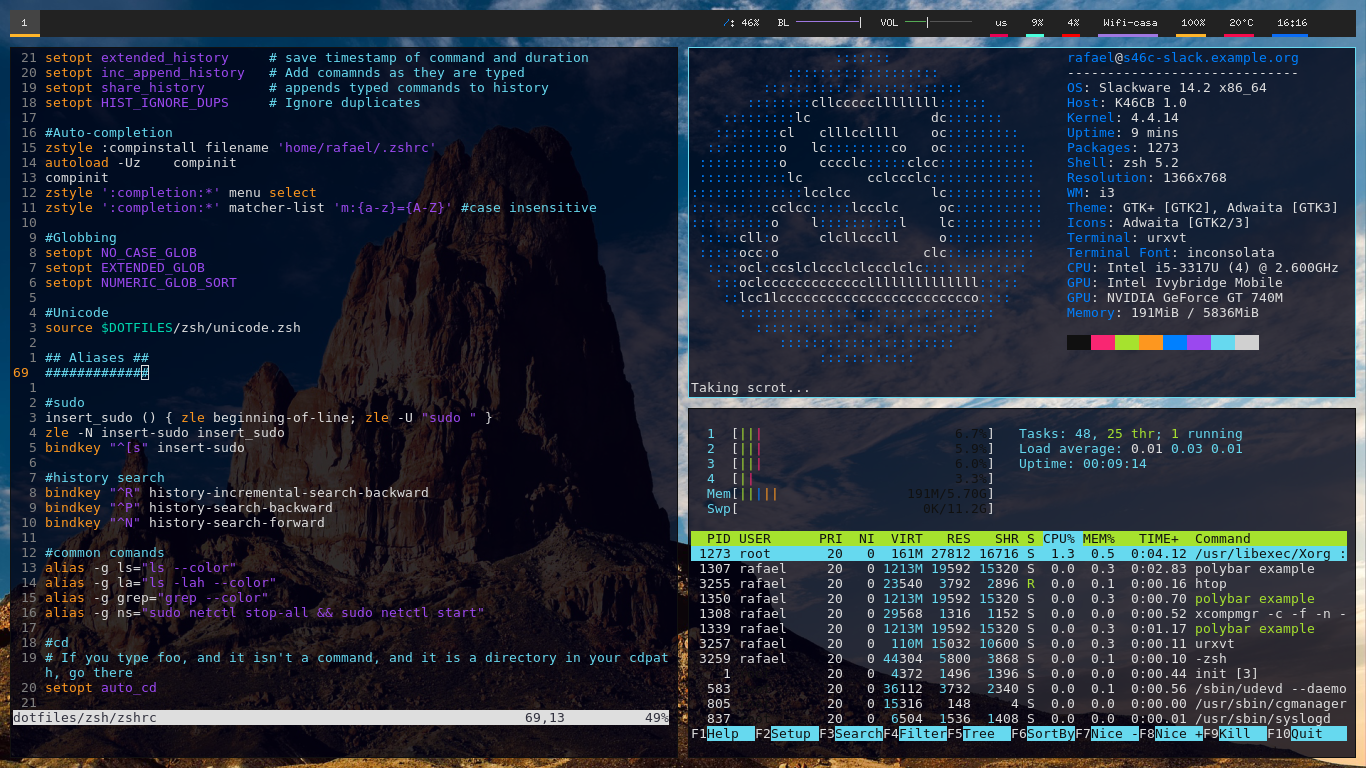 1 /: 46% BL VOL us 9% 4% Wifi-casa 100% 20°C 16:16
21 setopt extended_history # save timestamp of command and duration
20 setopt inc_append_history # Add comamnds as they are typed
19 setopt share_history # appends typed commands to history
18 setopt HIST_IGNORE_DUPS # Ignore duplicates
17
16 #Auto-completion
15 zstyle :compinstall filename 'home/rafael/.zshrc'
14 autoload -Uz compinit
13 compinit
12 zstyle ':completion:*' menu select
11 zstyle ':completion:*' matcher-list 'm:{a-z}={A-Z}' #case insensitive
10
9 #Globbing
8 setopt NO_CASE_GLOB
7 setopt EXTENDED_GLOB
6 setopt NUMERIC_GLOB_SORT
5
4 #Unicode
3 source $DOTFILES/zsh/unicode.zsh
2
1 ## Aliases ##
69 #############
1
2 #sudo
3 insert_sudo () { zle beginning-of-line; zle -U "sudo " }
4 zle -N insert-sudo insert_sudo
5 bindkey "^[s" insert-sudo
6
7 #history search
8 bindkey "^R" history-incremental-search-backward
9 bindkey "^P" history-search-backward
10 bindkey "^N" history-search-forward
11
12 #common comands
13 alias -g ls="ls --color"
14 alias -g la="ls -lah --color"
15 alias -g grep="grep --color"
16 alias -g ns="sudo netctl stop-all && sudo netctl start"
17
18 #cd
19 # If you type foo, and it isn't a command, and it is a directory in your cdpat
h, go there
20 setopt auto_cd
21
dotfiles/zsh/zshrc 69,13 49%
rafael@s46c-slack.example.org
-----------------------------
OS: Slackware 14.2 x86_64
Host: K46CB 1.0
Kernel: 4.4.14
Uptime: 9 mins
Packages: 1273
Shell: zsh 5.2
Resolution: 1366x768
WM: i3
Theme: GTK+ [GTK2], Adwaita [GTK3]
Icons: Adwaita [GTK2/3]
Terminal: urxvt
Terminal Font: inconsolata
CPU: Intel i5-3317U (4) @ 2.600GHz
GPU: Intel Ivybridge Mobile
GPU: NVIDIA GeForce GT 740M
Memory: 191MiB / 5836MiB
Taking scrot...
1 [||| 6.7%] Tasks: 48, 25 thr; 1 running
2 [||| 5.9%] Load average: 0.01 0.03 0.01
3 [||| 6.0%] Uptime: 00:09:14
4 [|| 3.3%]
Mem[||||| 191M/5.70G]
Swp[ 0K/11.2G]
PID USER PRI NI VIRT RES SHR S CPU% MEM% TIME+ Command
1273 root 20 0 161M 27812 16716 S 1.3 0.5 0:04.12 /usr/libexec/Xorg :
1307 rafael 20 0 1213M 19592 15320 S 0.0 0.3 0:02.83 polybar example
3255 rafael 20 0 23540 3792 2896 R 0.0 0.1 0:00.16 htop
1350 rafael 20 0 1213M 19592 15320 S 0.0 0.3 0:00.70 polybar example
1308 rafael 20 0 29568 1316 1152 S 0.0 0.0 0:00.52 xcompmgr -c -f -n -
1339 rafael 20 0 1213M 19592 15320 S 0.0 0.3 0:01.17 polybar example
3257 rafael 20 0 110M 15032 10600 S 0.0 0.3 0:00.11 urxvt
3259 rafael 20 0 44304 5800 3868 S 0.0 0.1 0:00.10 -zsh
1 20 0 4372 1496 1396 S 0.0 0.0 0:00.44 init [3]
583 20 0 36112 3732 2340 S 0.0 0.1 0:00.56 /sbin/udevd --daemo
805 20 0 15316 148 4 S 0.0 0.0 0:00.00 /usr/sbin/cgmanager
837 20 0 6504 1536 1408 S 0.0 0.0 0:00.01 /usr/sbin/syslogd
F1Help F2Setup F3SearchF4FilterF5Tree F6SortByF7Nice -F8Nice +F9Kill F10Quit